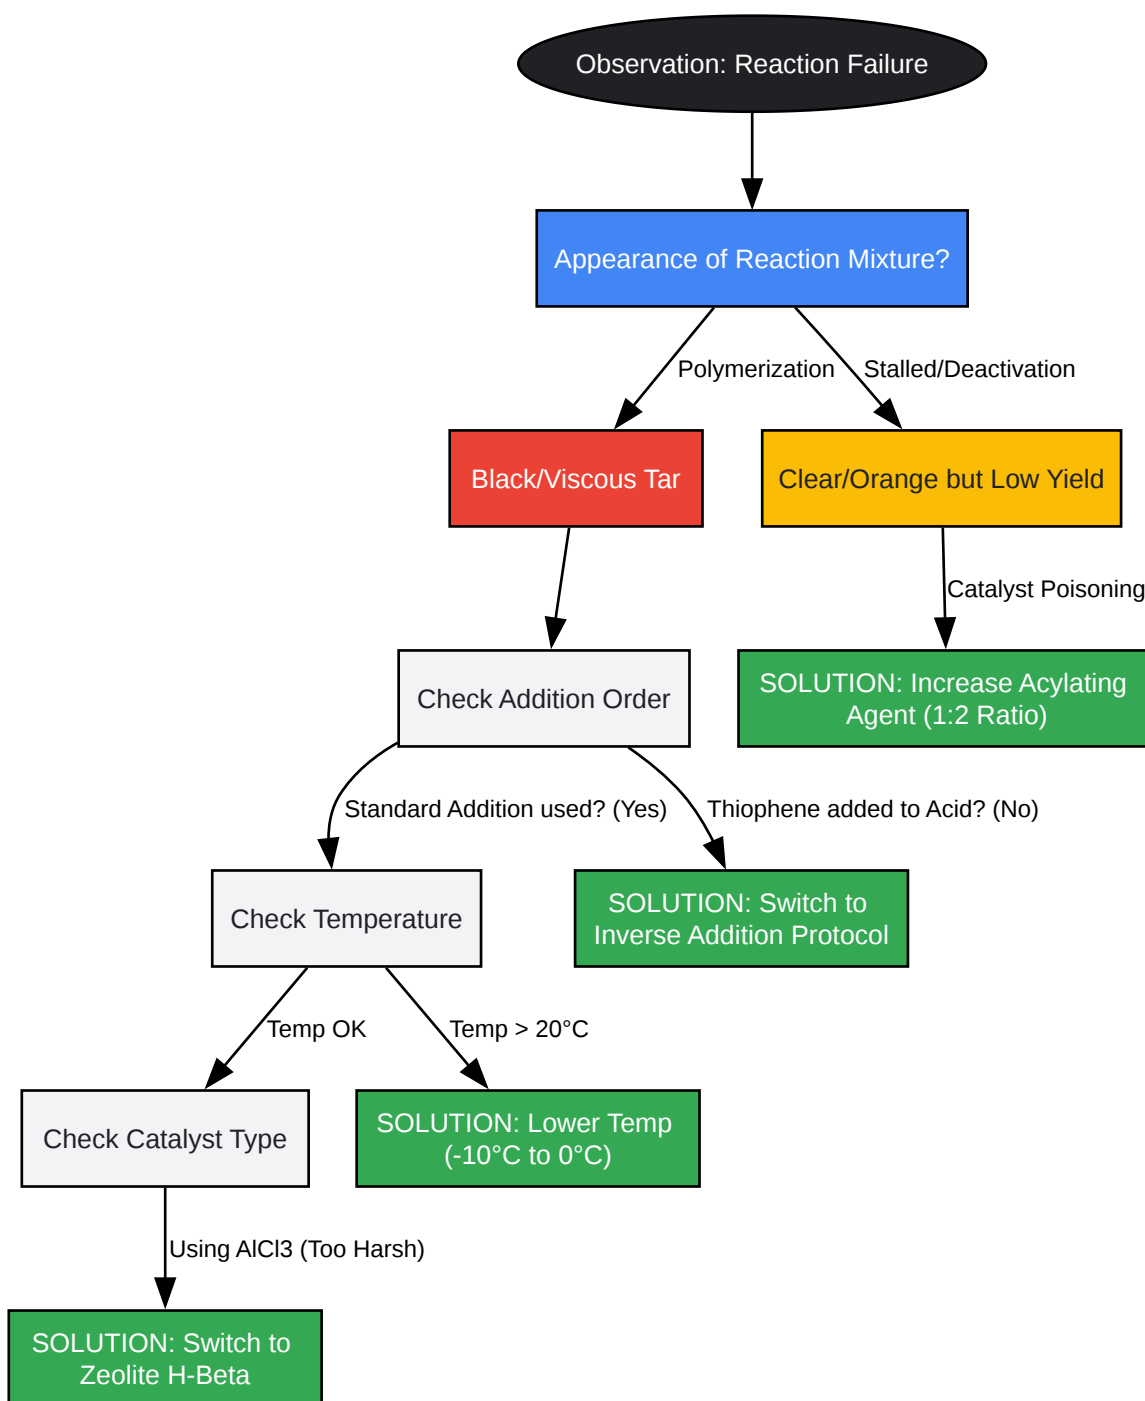 Observation: Reaction Failure
Appearance of Reaction Mixture?
Polymerization
Stalled/Deactivation
Black/Viscous Tar
Clear/Orange but Low Yield
Catalyst Poisoning
Check Addition Order
SOLUTION: Increase Acylating
Agent (1:2 Ratio)
Standard Addition used? (Yes)
Thiophene added to Acid? (No)
Check Temperature
SOLUTION: Switch to
Inverse Addition Protocol
Temp OK
Temp > 20°C
Check Catalyst Type
SOLUTION: Lower Temp
(-10°C to 0°C)
Using AlCl3 (Too Harsh)
SOLUTION: Switch to
Zeolite H-Beta